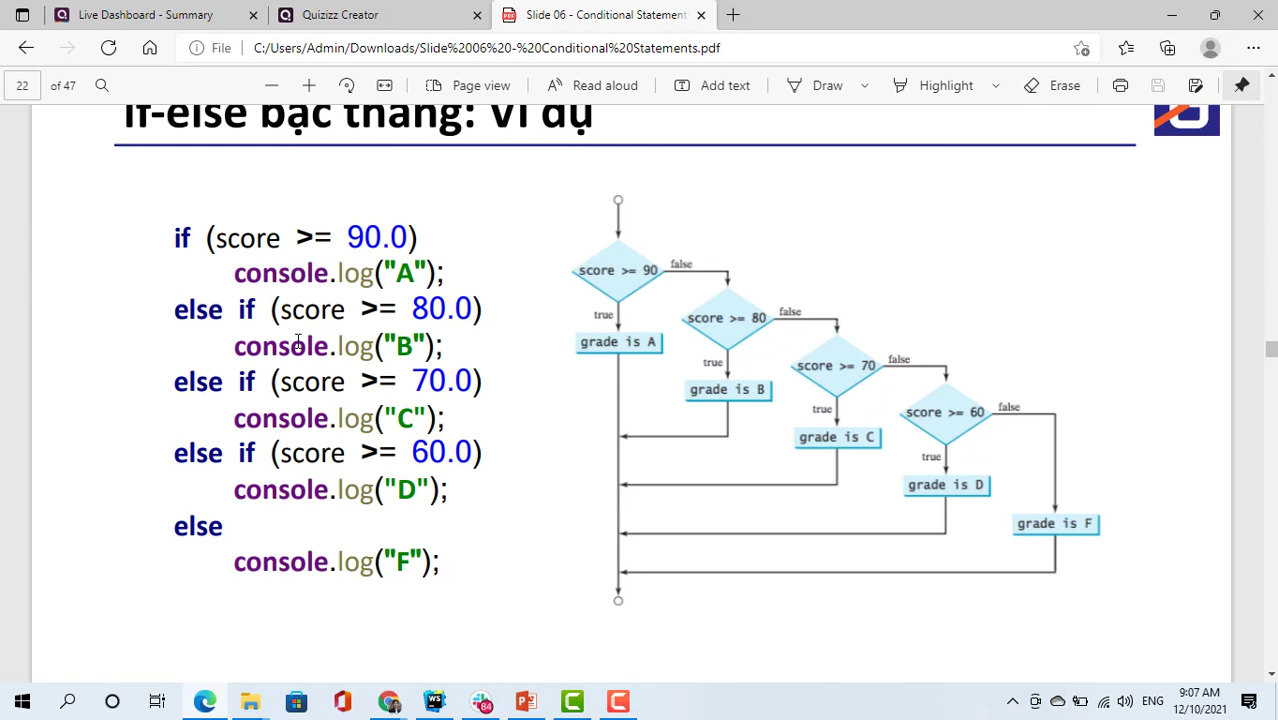 Live Dashboard - Summary
Quizizz Creator
Slide 06 - Conditional Statement
File
C:/Users/Admin/Downloads/Slide%2006%20-%20Conditional%20Statements.pdf
22 of 47
Page view
Read aloud
Add text
Draw
Highlight
Erase
if-else bậc thang: Ví dụ
if (score >= 90.0)
console.log("A");
else if (score >= 80.0)
console.log("B");
else if (score >= 70.0)
console.log("C");
else if (score >= 60.0)
console.log("D");
else
console.log("F");
score >= 90
false
true
grade is A
score >= 80
false
true
grade is B
score >= 70
false
true
grade is C
score >= 60
false
true
grade is D
grade is F
84
ENG
9:07 AM
12/10/2021